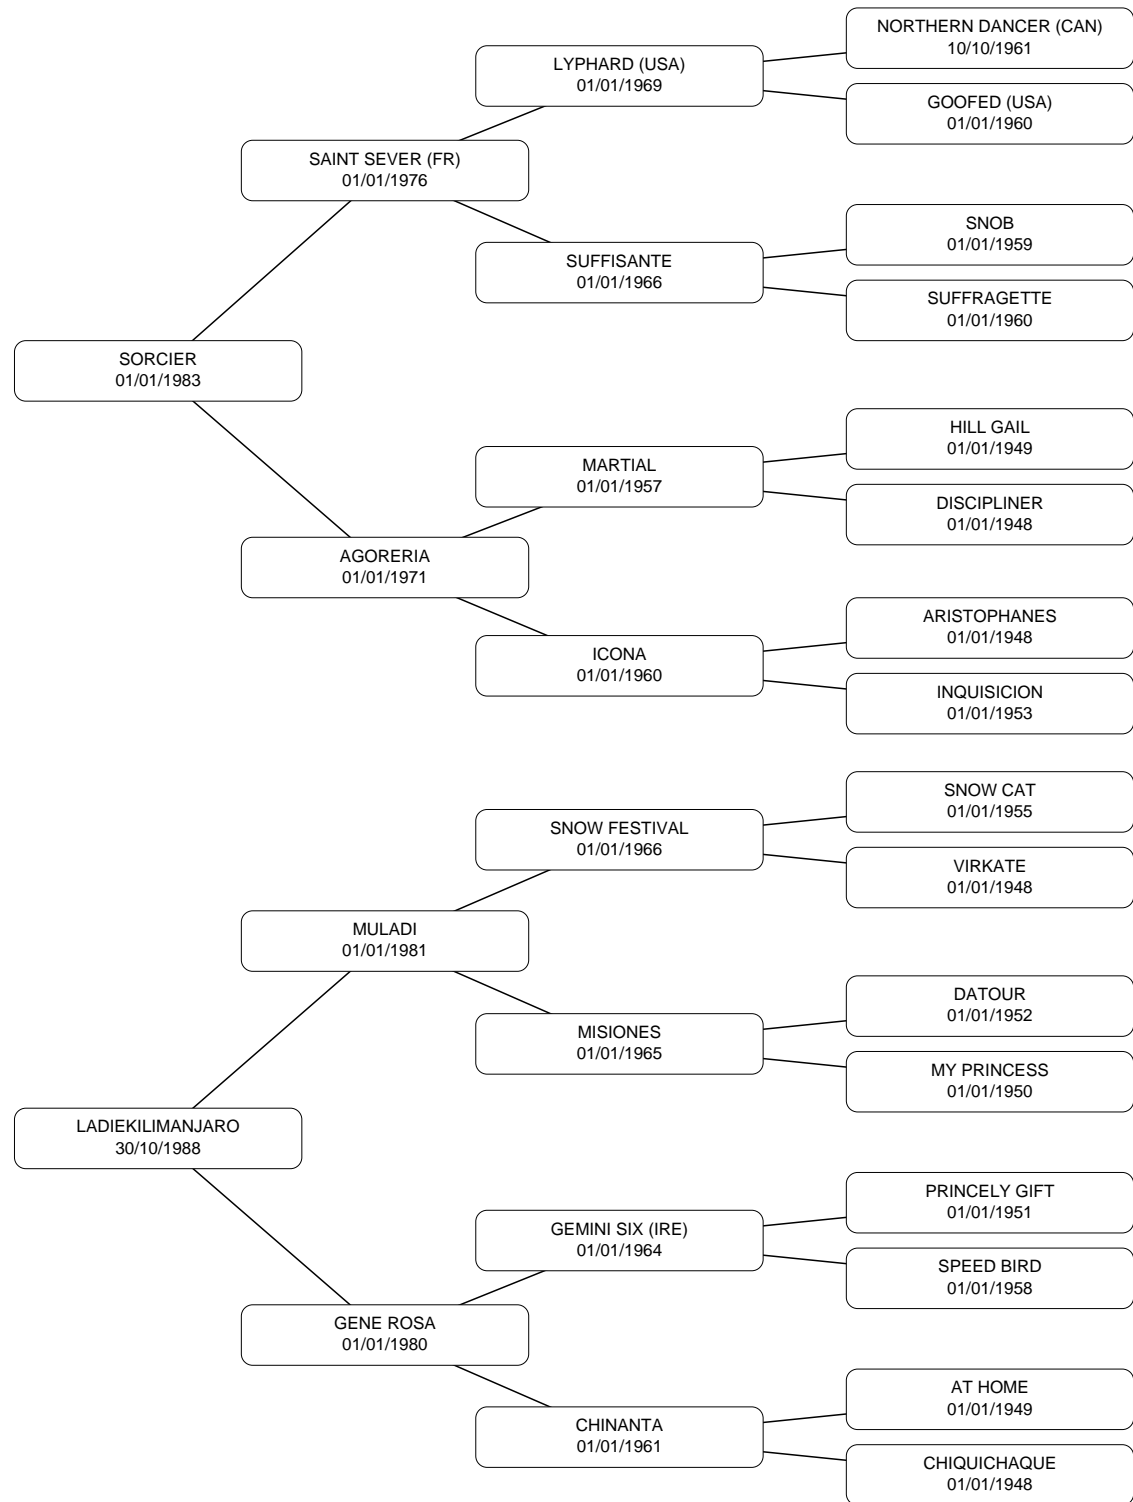 NORTHERN DANCER (CAN)
10/10/1961
LYPHARD (USA)
01/01/1969
GOOFED (USA)
01/01/1960
SAINT SEVER (FR)
01/01/1976
SNOB
01/01/1959
SUFFISANTE
01/01/1966
SUFFRAGETTE
01/01/1960
SORCIER
01/01/1983
HILL GAIL
01/01/1949
MARTIAL
01/01/1957
DISCIPLINER
01/01/1948
AGORERIA
01/01/1971
ARISTOPHANES
01/01/1948
ICONA
01/01/1960
INQUISICION
01/01/1953
SNOW CAT
01/01/1955
SNOW FESTIVAL
01/01/1966
VIRKATE
01/01/1948
MULADI
01/01/1981
DATOUR
01/01/1952
MISIONES
01/01/1965
MY PRINCESS
01/01/1950
LADIEKILIMANJARO
30/10/1988
PRINCELY GIFT
01/01/1951
GEMINI SIX (IRE)
01/01/1964
SPEED BIRD
01/01/1958
GENE ROSA
01/01/1980
AT HOME
01/01/1949
CHINANTA
01/01/1961
CHIQUICHAQUE
01/01/1948